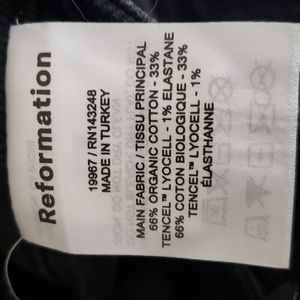 Reformation
19967 / RN143248
MADE IN TURKEY
MAIN FABRIC / TISSU PRINCIPAL
66% ORGANIC COTTON - 33%
TENCEL™ LYOCELL - 1% ELASTANE
66% COTON BIOLOGIQUE - 33%
TENCEL™ LYOCELL - 1%
ÉLASTHANNE